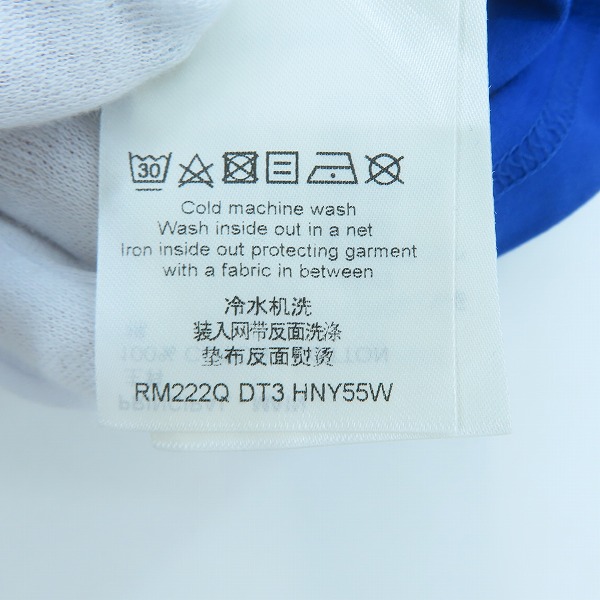 30
Cold machine wash
Wash inside out in a net
Iron inside out protecting garment
with a fabric in between
冷水机洗
装入网带反面洗涤
垫布反面熨烫
RM222Q DT3 HNY55W